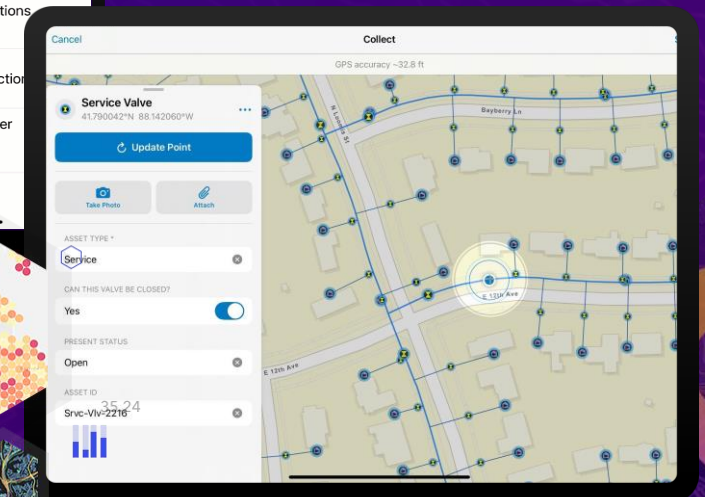 tions
ction
er
Cancel
Collect
GPS accuracy ~32.8 ft
Service Valve
41.790042°N 88.142060°W
Update Point
Take Photo
Attach
ASSET TYPE *
Service
CAN THIS VALVE BE CLOSED?
Yes
PRESENT STATUS
Open
ASSET ID
35.24
Srvc-Vlv-2216
Bayberry Ln
E 12th Ave
E 12th Ave